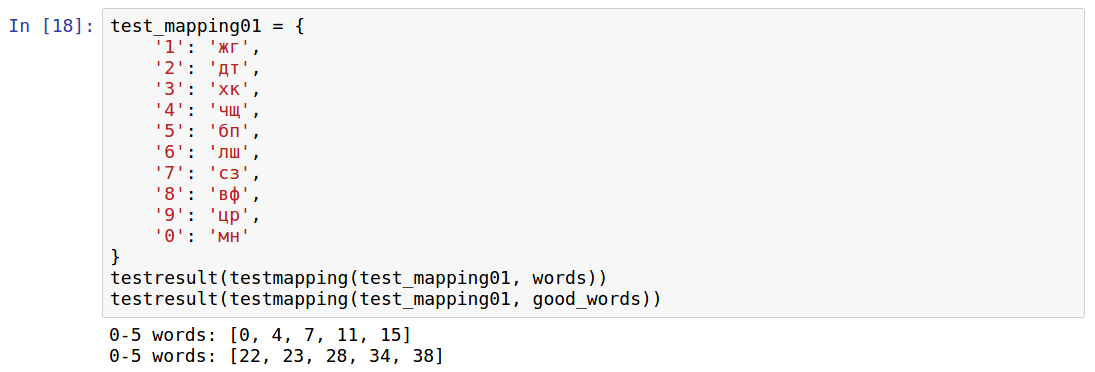 In [18]: test_mapping01 = {
'1': 'жг',
'2': 'дт',
'3': 'хк',
'4': 'чщ',
'5': 'бп',
'6': 'лш',
'7': 'сз',
'8': 'вф',
'9': 'цр',
'0': 'мн'
}
testresult(testmapping(test_mapping01, words))
testresult(testmapping(test_mapping01, good_words))
0-5 words: [0, 4, 7, 11, 15]
0-5 words: [22, 23, 28, 34, 38]